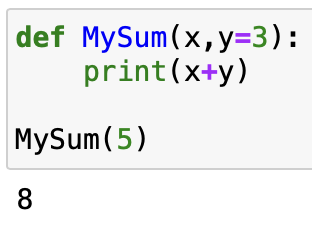 def MySum(x,y=3):
    print(x+y)
MySum(5)
8